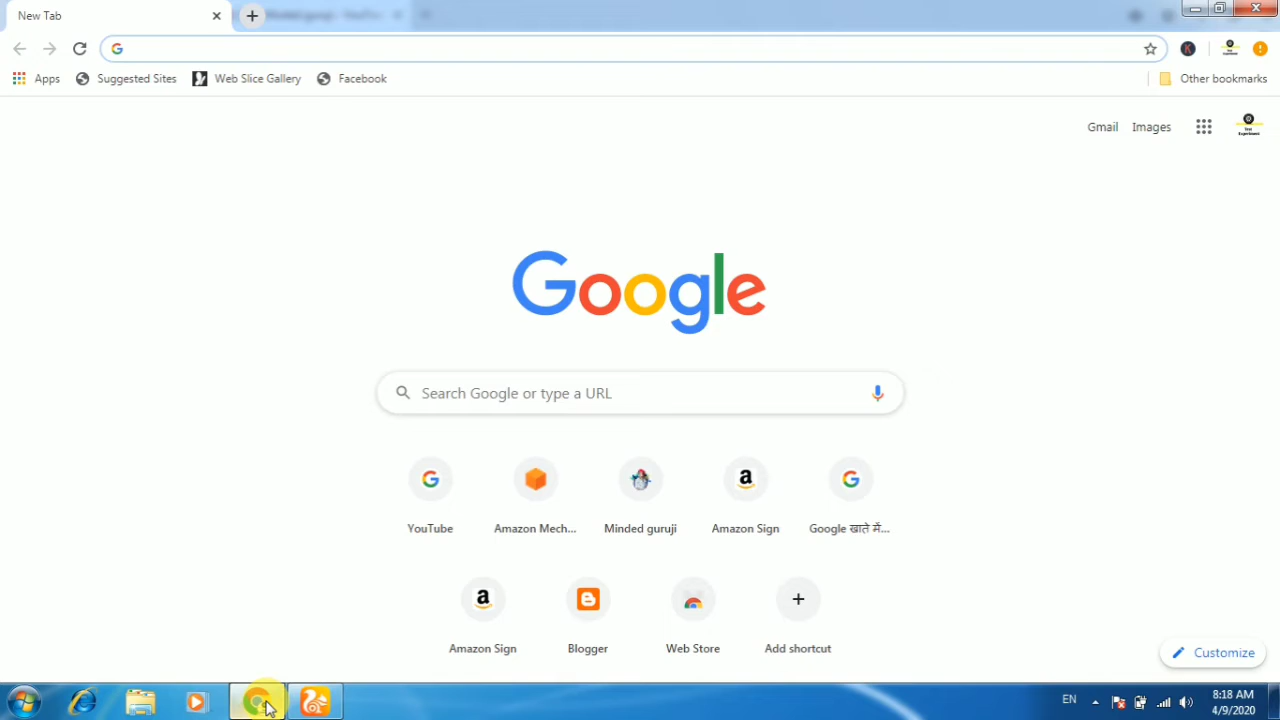 New Tab
Apps
Suggested Sites
Web Slice Gallery
Facebook
Other bookmarks
Gmail
Images
Google
Search Google or type a URL
YouTube
Amazon Mech...
Minded guruji
Amazon Sign
Google खाते में...
Amazon Sign
Blogger
Web Store
Add shortcut
Customize
EN
8:18 AM
4/9/2020